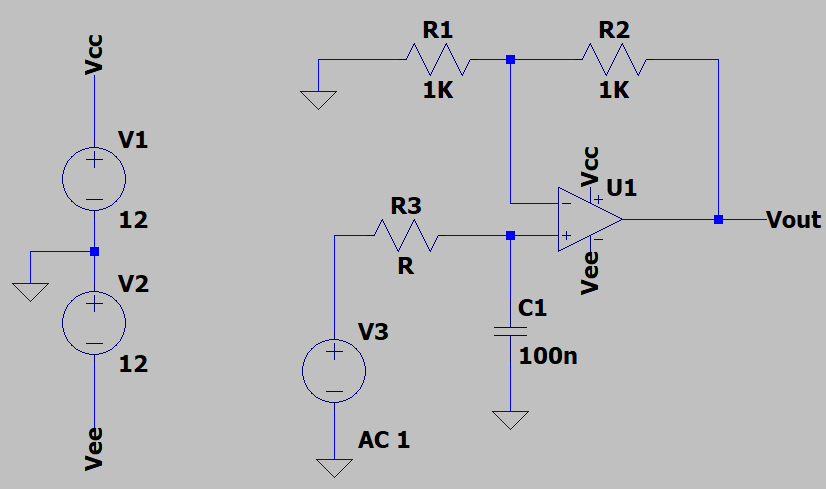 Vcc
V1
12
V2
12
Vee
R1
1K
R2
1K
Vcc
U1
Vee
Vout
R3
R
C1
100n
V3
AC 1